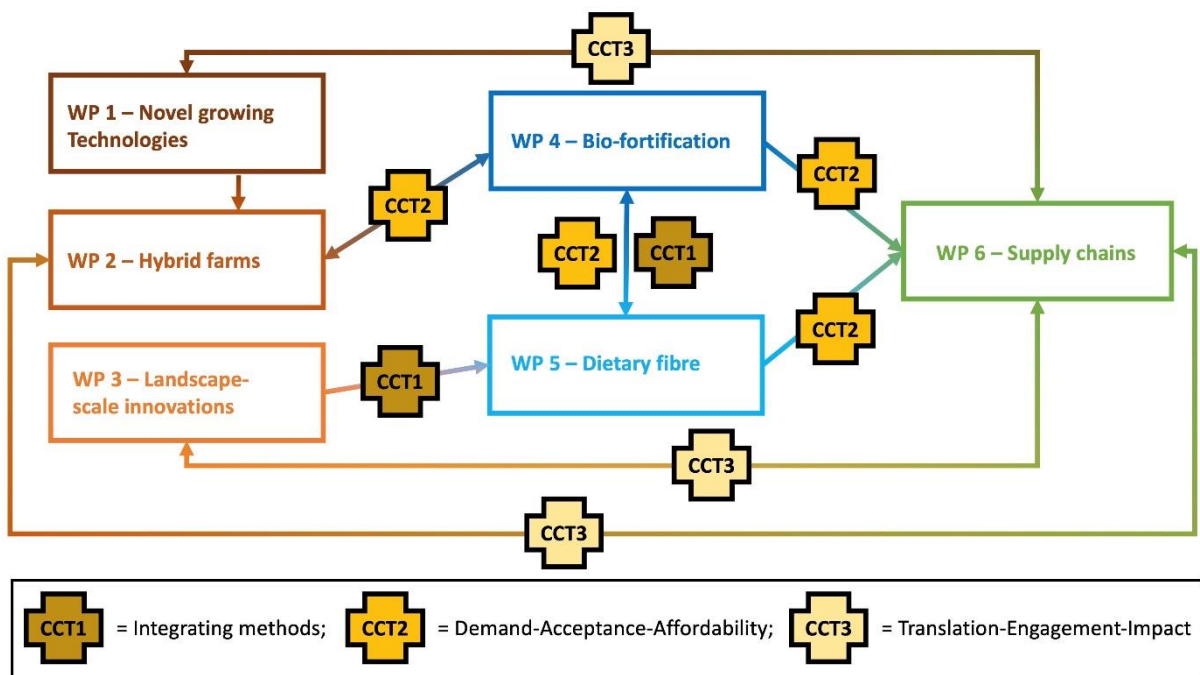 CCT3
WP 1 – Novel growing
Technologies
WP 4 – Bio-fortification
CCT2
CCT2
WP 2 – Hybrid farms
CCT2
CCT1
WP 6 – Supply chains
CCT2
WP 3 – Landscape-
scale innovations
CCT1
WP 5 – Dietary fibre
CCT3
CCT3
CCT1 = Integrating methods; CCT2 = Demand-Acceptance-Affordability; CCT3 = Translation-Engagement-Impact